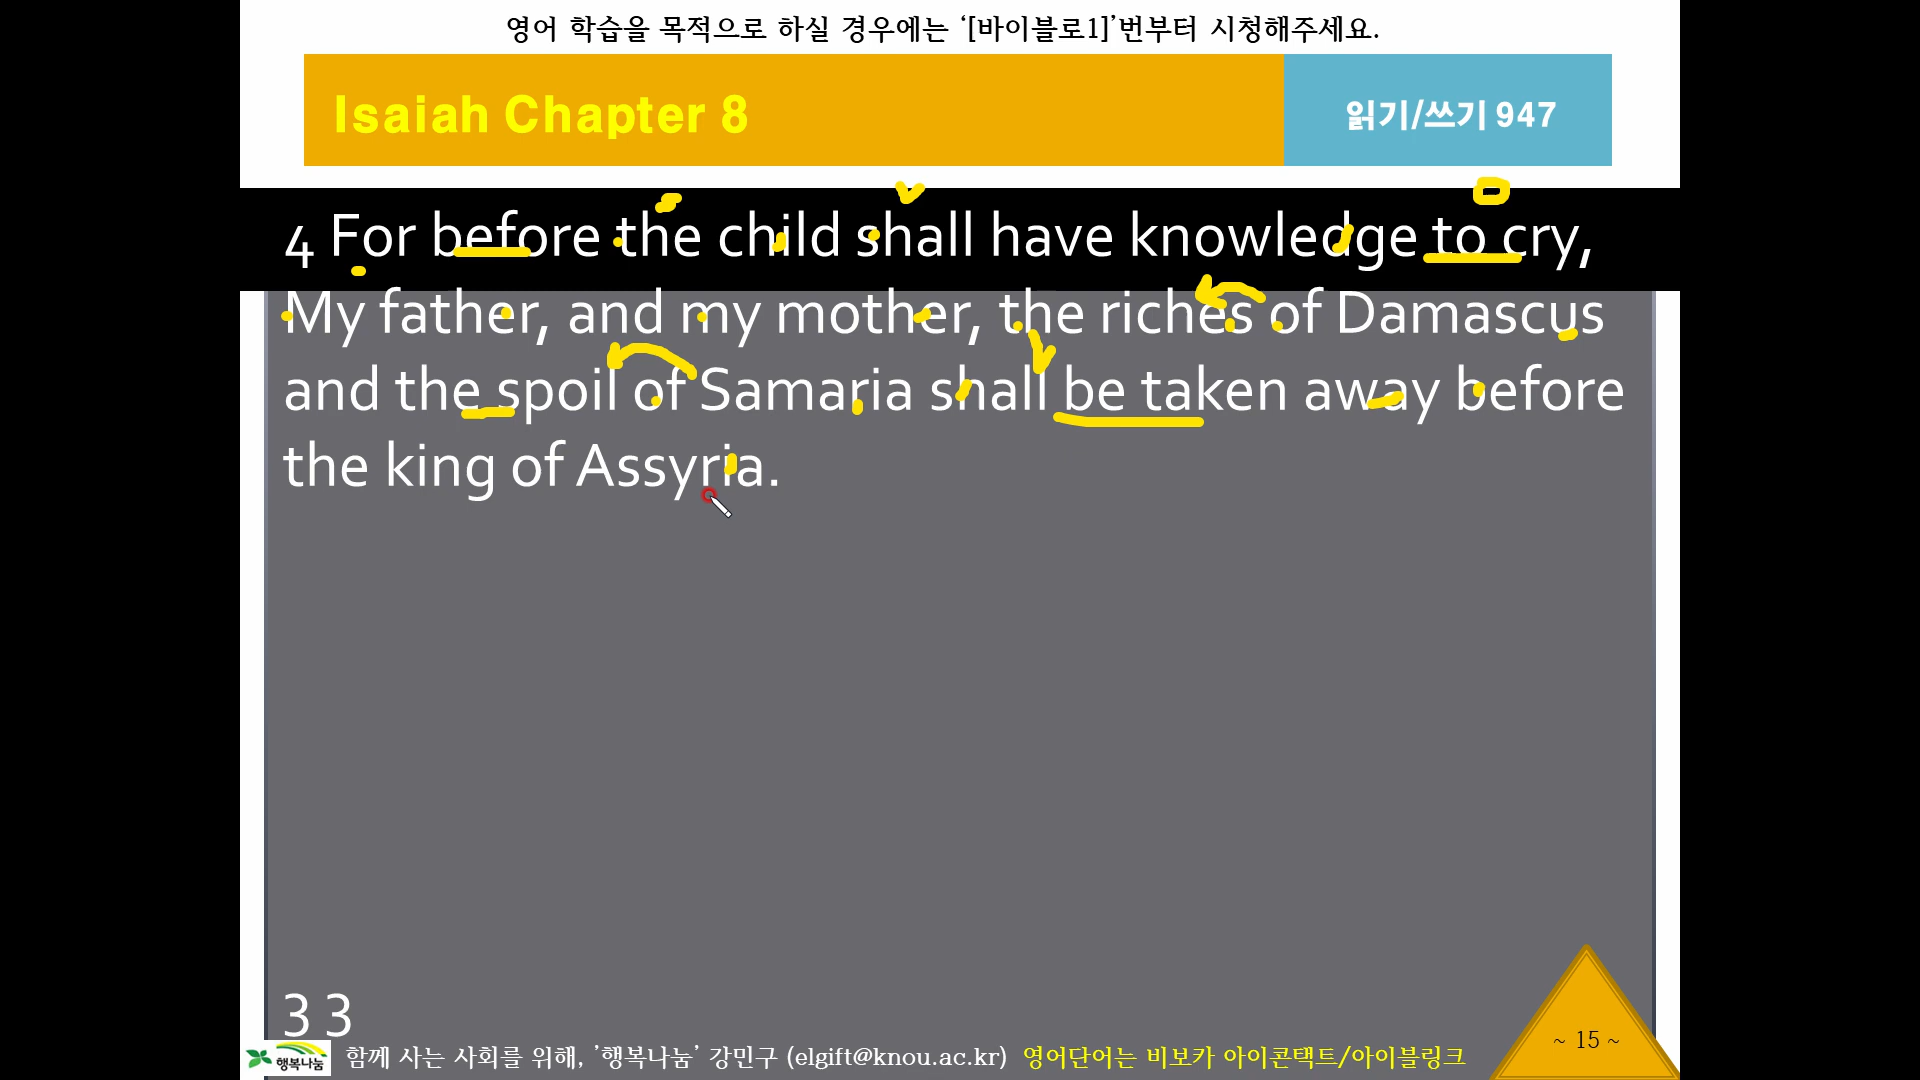 영어 학습을 목적으로 하실 경우에는 ‘[바이블로1]’번부터 시청해주세요.
Isaiah Chapter 8
읽기/쓰기 947
4 For before the child shall have knowledge to cry,
My father, and my mother, the riches of Damascus
and the spoil of Samaria shall be taken away before
the king of Assyria.
33
~ 15 ~
행복나눔
함께 사는 사회를 위해, ’행복나눔’ 강민구 (elgift@knou.ac.kr) 영어단어는 비보카 아이콘택트/아이블링크